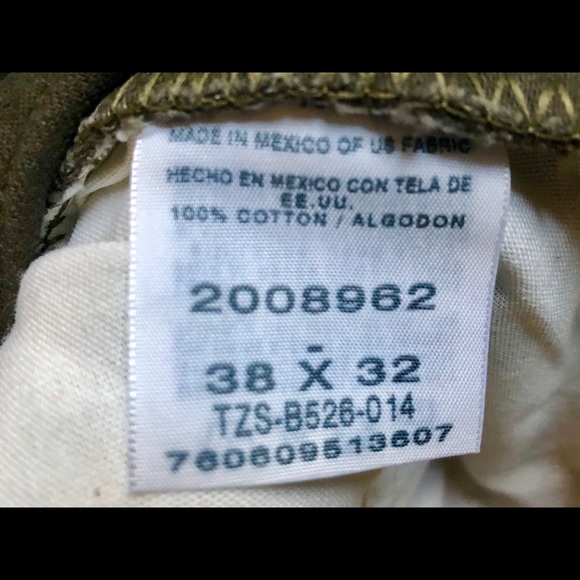 MADE IN MEXICO OF US FABRIC
HECHO EN MEXICO CON TELA DE
EE.UU.
100% COTTON / ALGODON
2008962
-
38 X 32
TZS-B526-014
760609513607